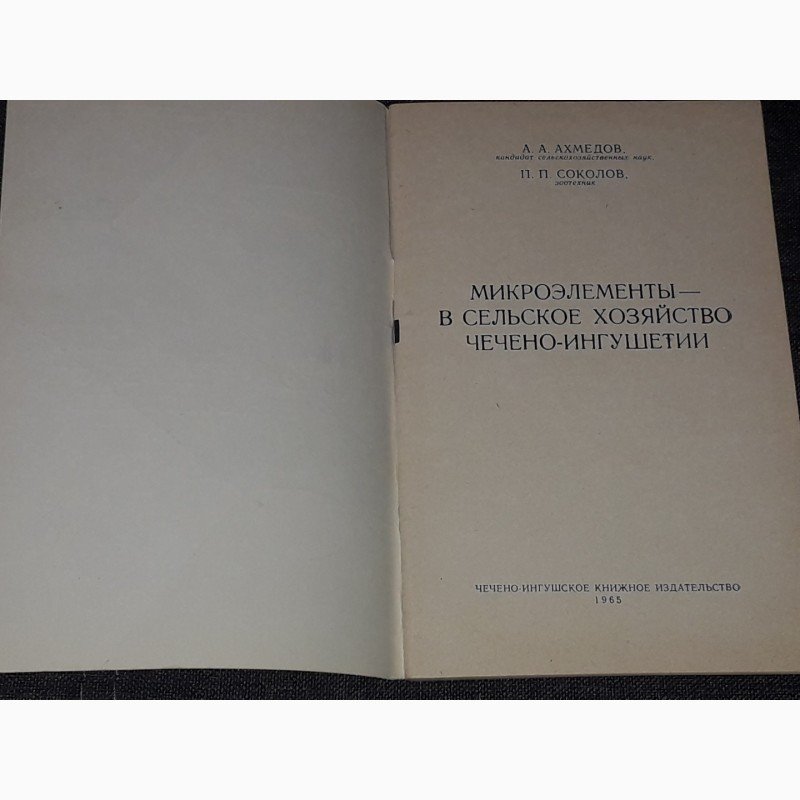 А. А. АХМЕДОВ,
кандидат сельскохозяйственных наук,
П. П. СОКОЛОВ,
зоотехник
МИКРОЭЛЕМЕНТЫ—
В СЕЛЬСКОЕ ХОЗЯЙСТВО
ЧЕЧЕНО-ИНГУШЕТИИ
ЧЕЧЕНО-ИНГУШСКОЕ КНИЖНОЕ ИЗДАТЕЛЬСТВО
1965